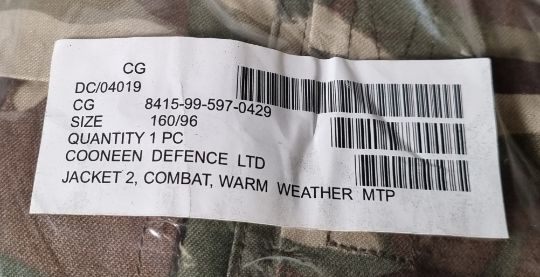 CG
DC/04019
CG 8415-99-597-0429
SIZE 160/96
QUANTITY 1 PC
COONEEN DEFENCE LTD
JACKET 2, COMBAT, WARM WEATHER MTP